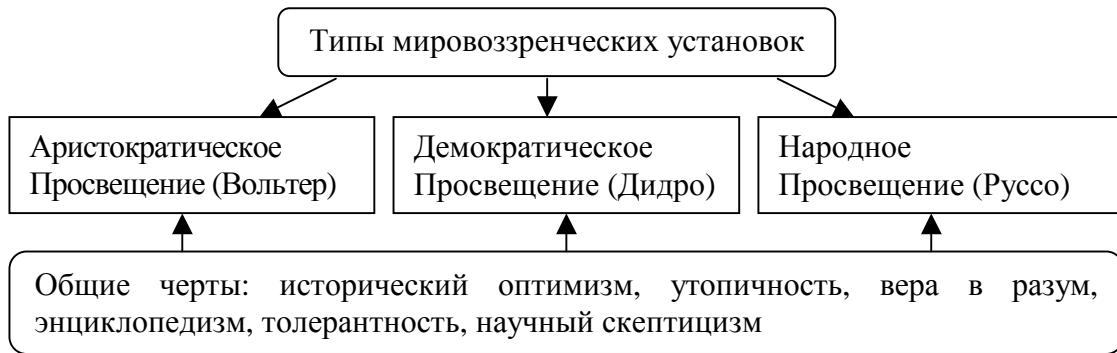 Типы мировоззренческих установок
Аристократическое
Просвещение (Вольтер)
Демократическое
Просвещение (Дидро)
Народное
Просвещение (Руссо)
Общие черты: исторический оптимизм, утопичность, вера в разум,
энциклопедизм, толерантность, научный скептицизм